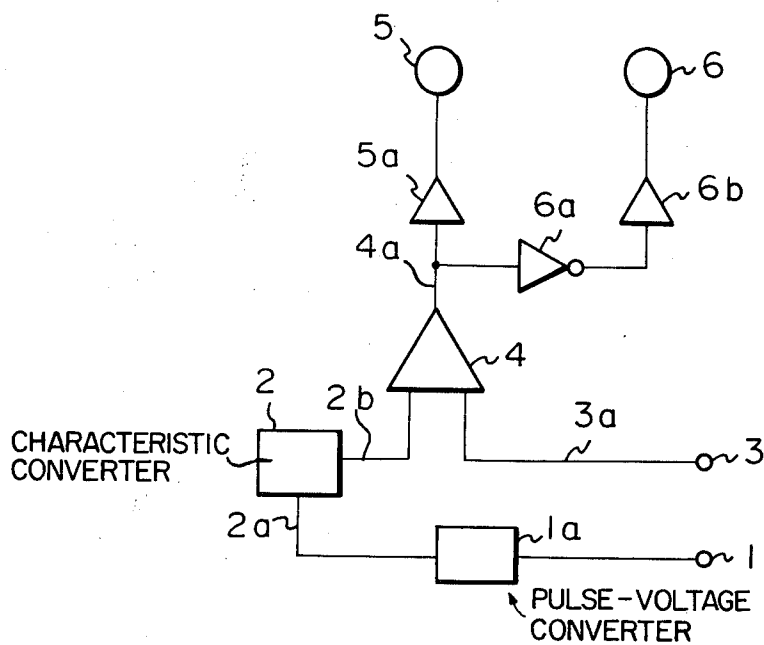 5
6
5a
6a
6b
4a
4
2
2b
3a
CHARACTERISTIC
CONVERTER
3
2a
1a
1
PULSE-VOLTAGE
CONVERTER